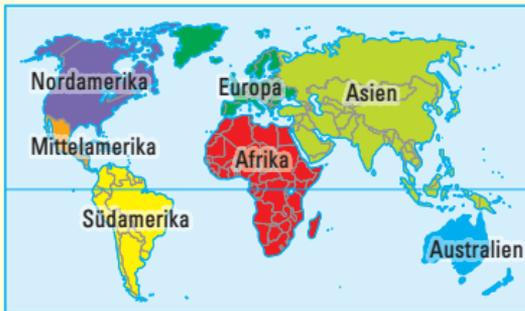 Nordamerika
Europa
Asien
Mittelamerika
Afrika
Südamerika
Australien